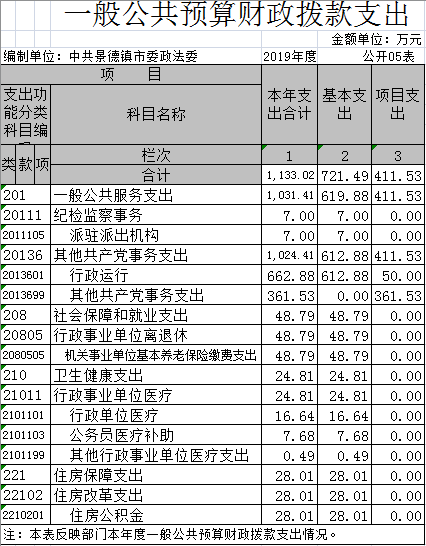 一般公共预算财政拨款支出
金额单位：万元
编制单位：中共景德镇市委政法委 2019年度 公开05表
项 目 本年支出合计 基本支出 项目支出
支出功能分类科目编 科目名称
类 款 项 栏次 1 2 3
合计 1,133.02 721.49 411.53
201 一般公共服务支出 1,031.41 619.88 411.53
20111 纪检监察事务 7.00 7.00 0.00
2011105 派驻派出机构 7.00 7.00 0.00
20136 其他共产党事务支出 1,024.41 612.88 411.53
2013601 行政运行 662.88 612.88 50.00
2013699 其他共产党事务支出 361.53 0.00 361.53
208 社会保障和就业支出 48.79 48.79 0.00
20805 行政事业单位离退休 48.79 48.79 0.00
2080505 机关事业单位基本养老保险缴费支出 48.79 48.79 0.00
210 卫生健康支出 24.81 24.81 0.00
21011 行政事业单位医疗 24.81 24.81 0.00
2101101 行政单位医疗 16.64 16.64 0.00
2101103 公务员医疗补助 7.68 7.68 0.00
2101199 其他行政事业单位医疗支出 0.49 0.49 0.00
221 住房保障支出 28.01 28.01 0.00
22102 住房改革支出 28.01 28.01 0.00
2210201 住房公积金 28.01 28.01 0.00
注：本表反映部门本年度一般公共预算财政拨款支出情况。